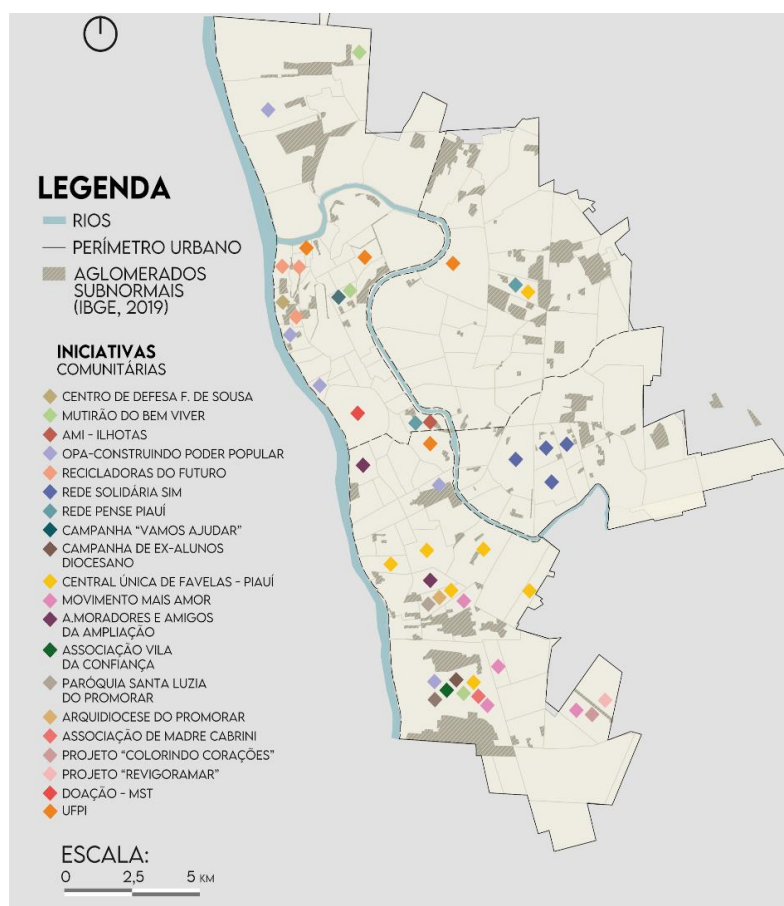 LEGENDA
RIOS
PERÍMETRO URBANO
AGLOMERADOS
SUBNORMAIS
(IBGE, 2019)
INICIATIVAS
COMUNITÁRIAS
CENTRO DE DEFESA F. DE SOUSA
MUTIRÃO DO BEM VIVER
AMI - ILHOTAS
OPA-CONSTRUINDO PODER POPULAR
RECICLADORAS DO FUTURO
REDE SOLIDÁRIA SIM
REDE PENSE PIAUÍ
CAMPANHA “VAMOS AJUDAR”
CAMPANHA DE EX-ALUNOS
DIOCESANO
CENTRAL ÚNICA DE FAVELAS - PIAUÍ
MOVIMENTO MAIS AMOR
A.MORADORES E AMIGOS
DA AMPLIAÇÃO
ASSOCIAÇÃO VILA
DA CONFIANÇA
PARÓQUIA SANTA LUZIA
DO PROMORAR
ARQUIDIOCESE DO PROMORAR
ASSOCIAÇÃO DE MADRE CABRINI
PROJETO “COLORINDO CORAÇÕES”
PROJETO “REVIGORAMAR”
DOAÇÃO - MST
UFPI
ESCALA:
0 2,5 5 KM